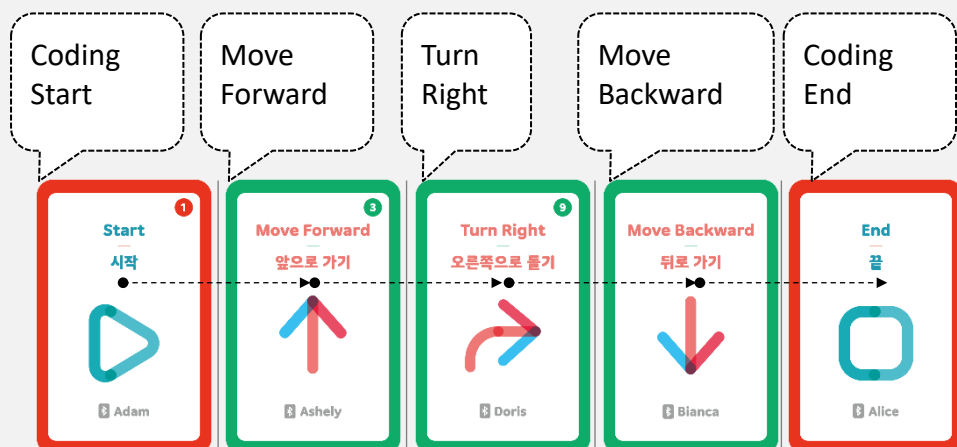 Coding
Start
Move
Forward
Turn
Right
Move
Backward
Coding
End
1
Start
시작
Adam
3
Move Forward
앞으로 가기
Ashely
9
Turn Right
오른쪽으로 돌기
Doris
Move Backward
뒤로 가기
Bianca
End
끝
Alice